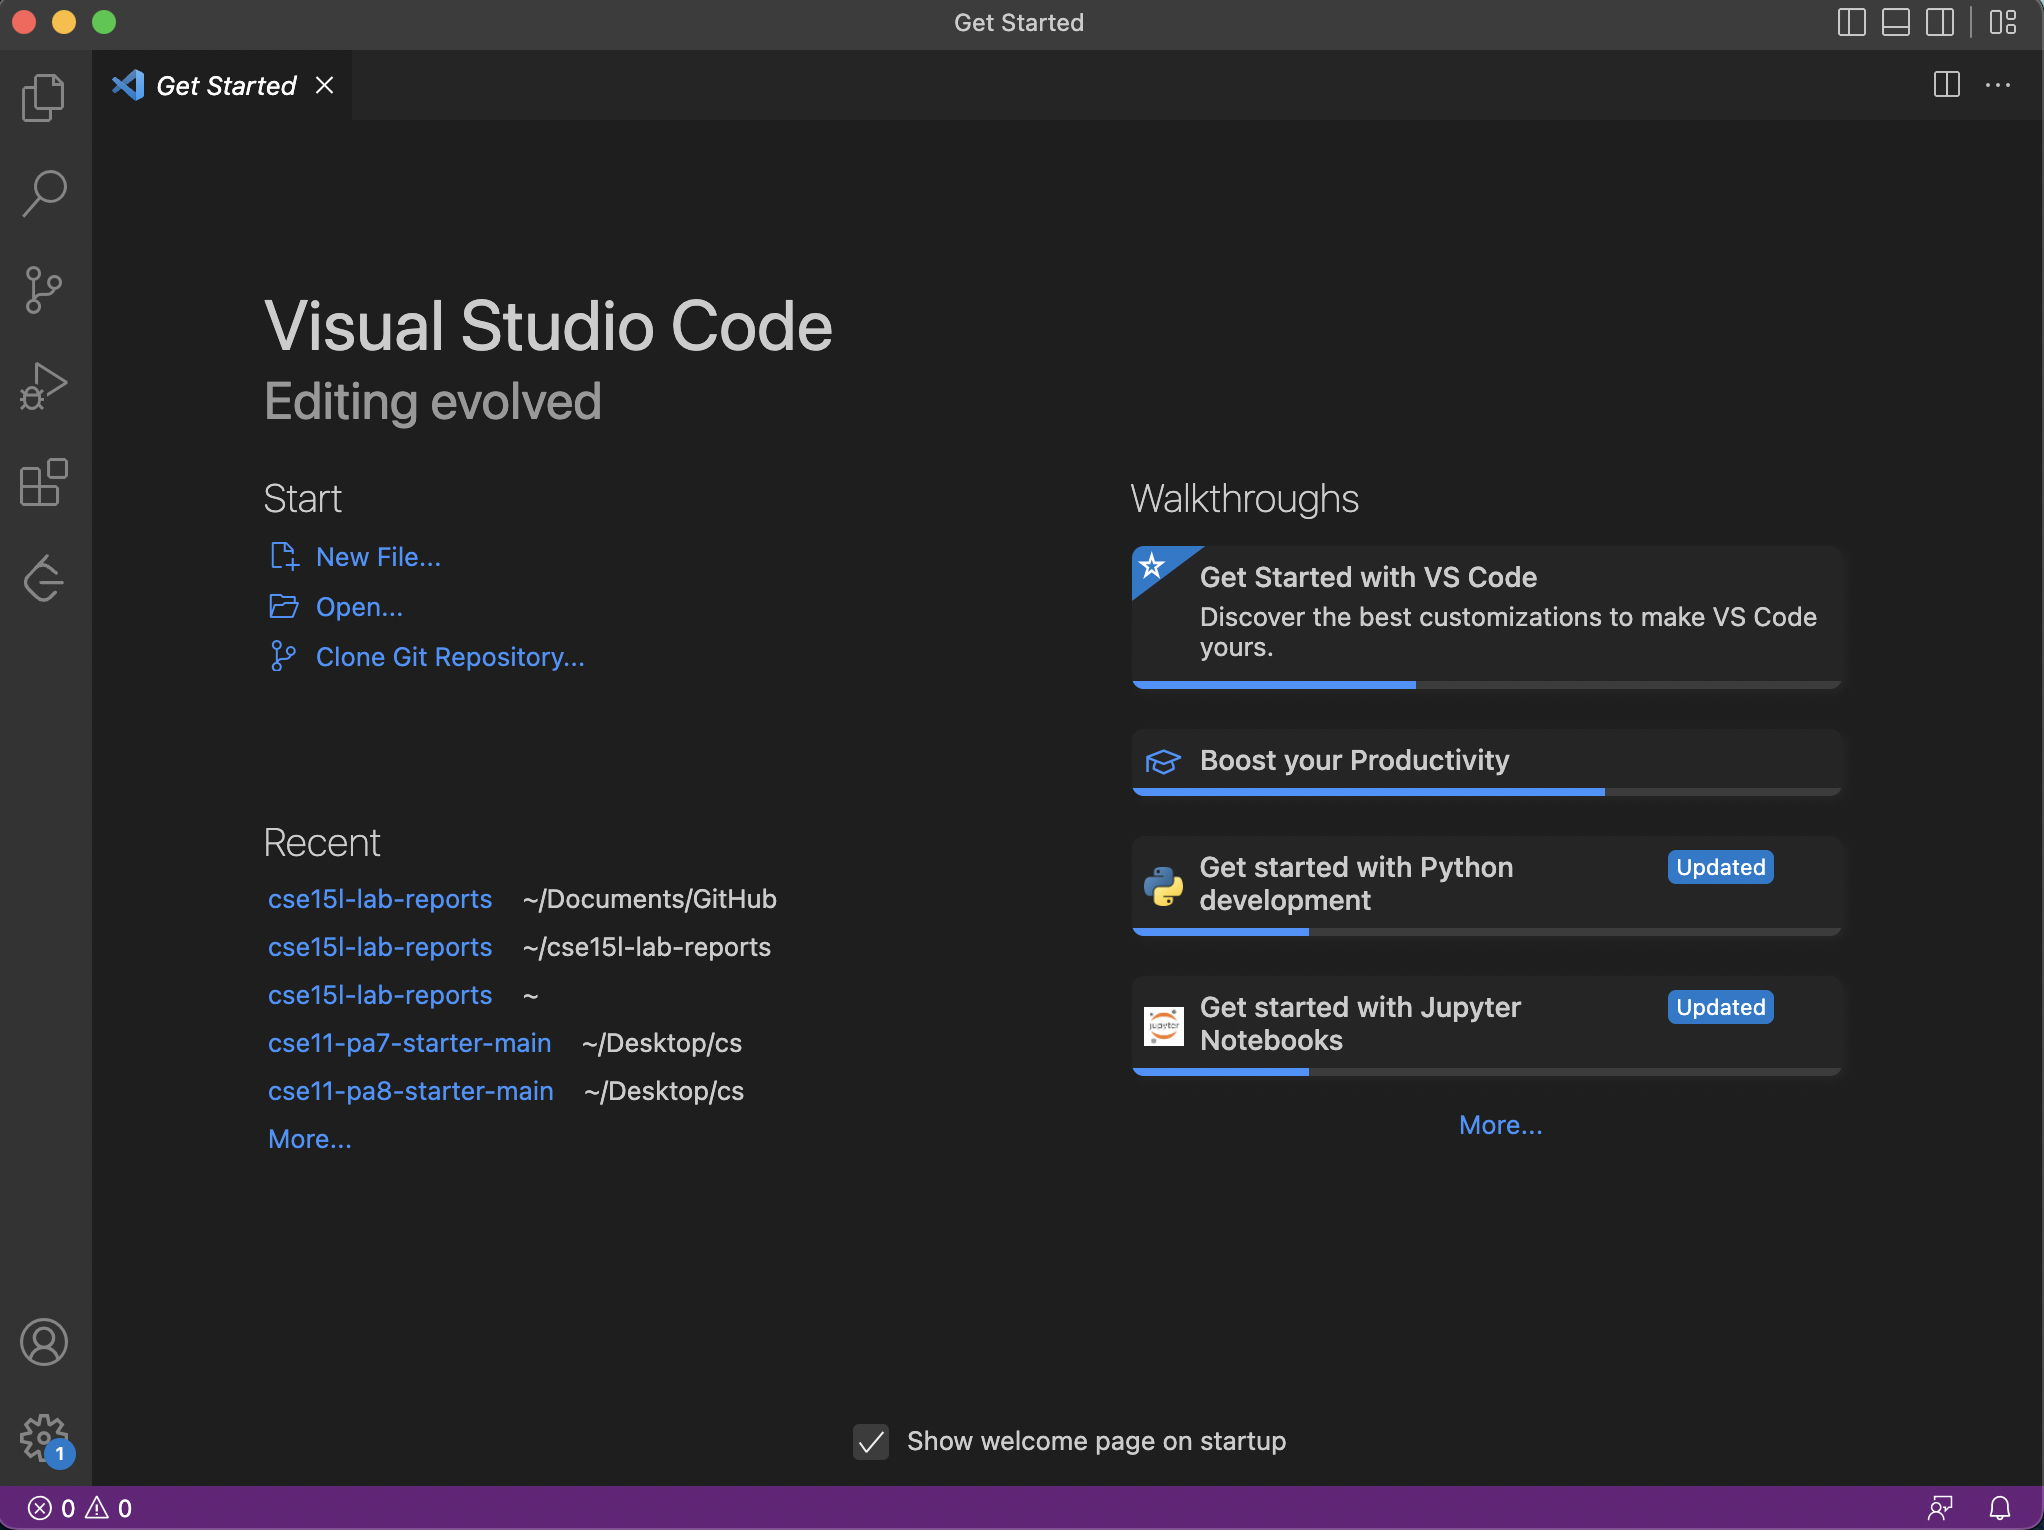 Get Started
Get Started
Visual Studio Code
Editing evolved
Start
New File...
Open...
Clone Git Repository...
Recent
cse15l-lab-reports ~/Documents/GitHub
cse15l-lab-reports ~/cse15l-lab-reports
cse15l-lab-reports ~
cse11-pa7-starter-main ~/Desktop/cs
cse11-pa8-starter-main ~/Desktop/cs
More...
Walkthroughs
Get Started with VS Code
Discover the best customizations to make VS Code
yours.
Boost your Productivity
Get started with Python
development
Updated
jupyter
Get started with Jupyter
Notebooks
Updated
More...
Show welcome page on startup
1
0 0